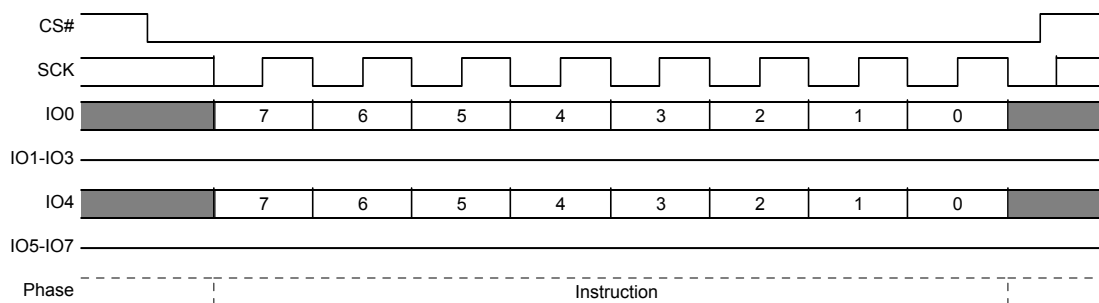 CS#
SCK
IO0 7 6 5 4 3 2 1 0
IO1-IO3
IO4 7 6 5 4 3 2 1 0
IO5-IO7
Phase Instruction